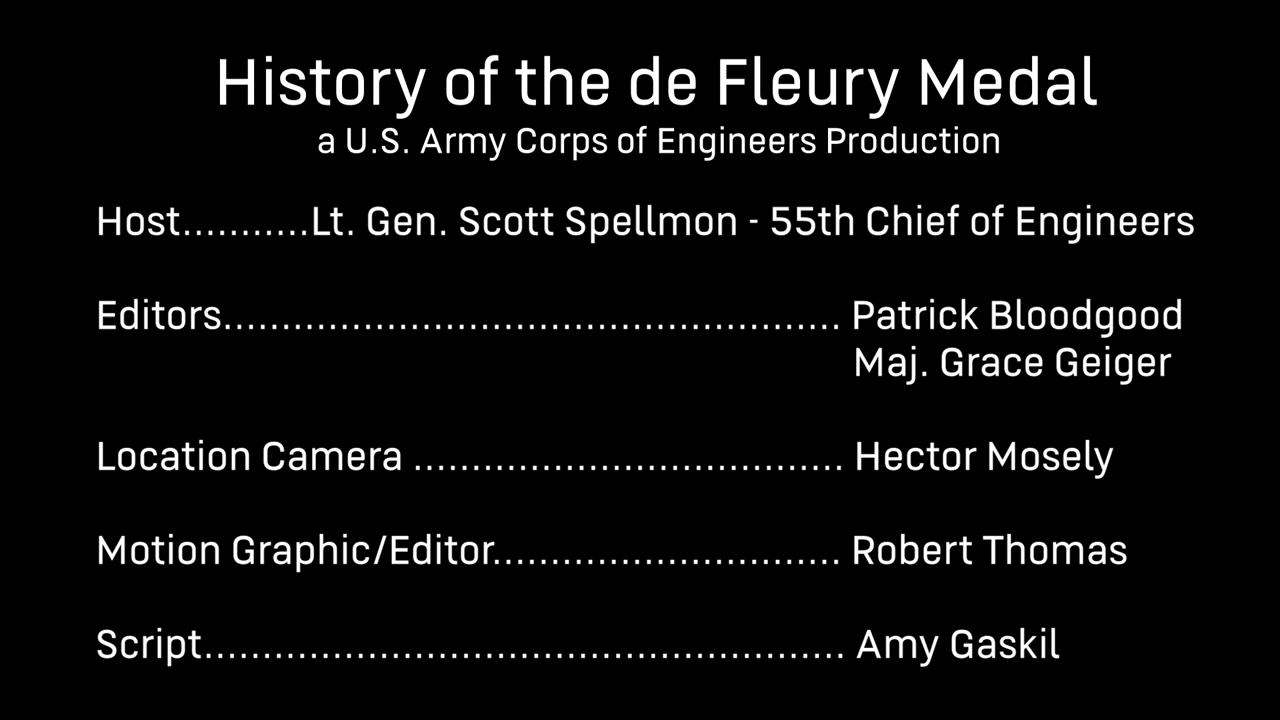 History of the de Fleury Medal
a U.S. Army Corps of Engineers Production
Host...........Lt. Gen. Scott Spellmon - 55th Chief of Engineers
Editors..................................................... Patrick Bloodgood
Maj. Grace Geiger
Location Camera ..................................... Hector Mosely
Motion Graphic/Editor.............................. Robert Thomas
Script....................................................... Amy Gaskil